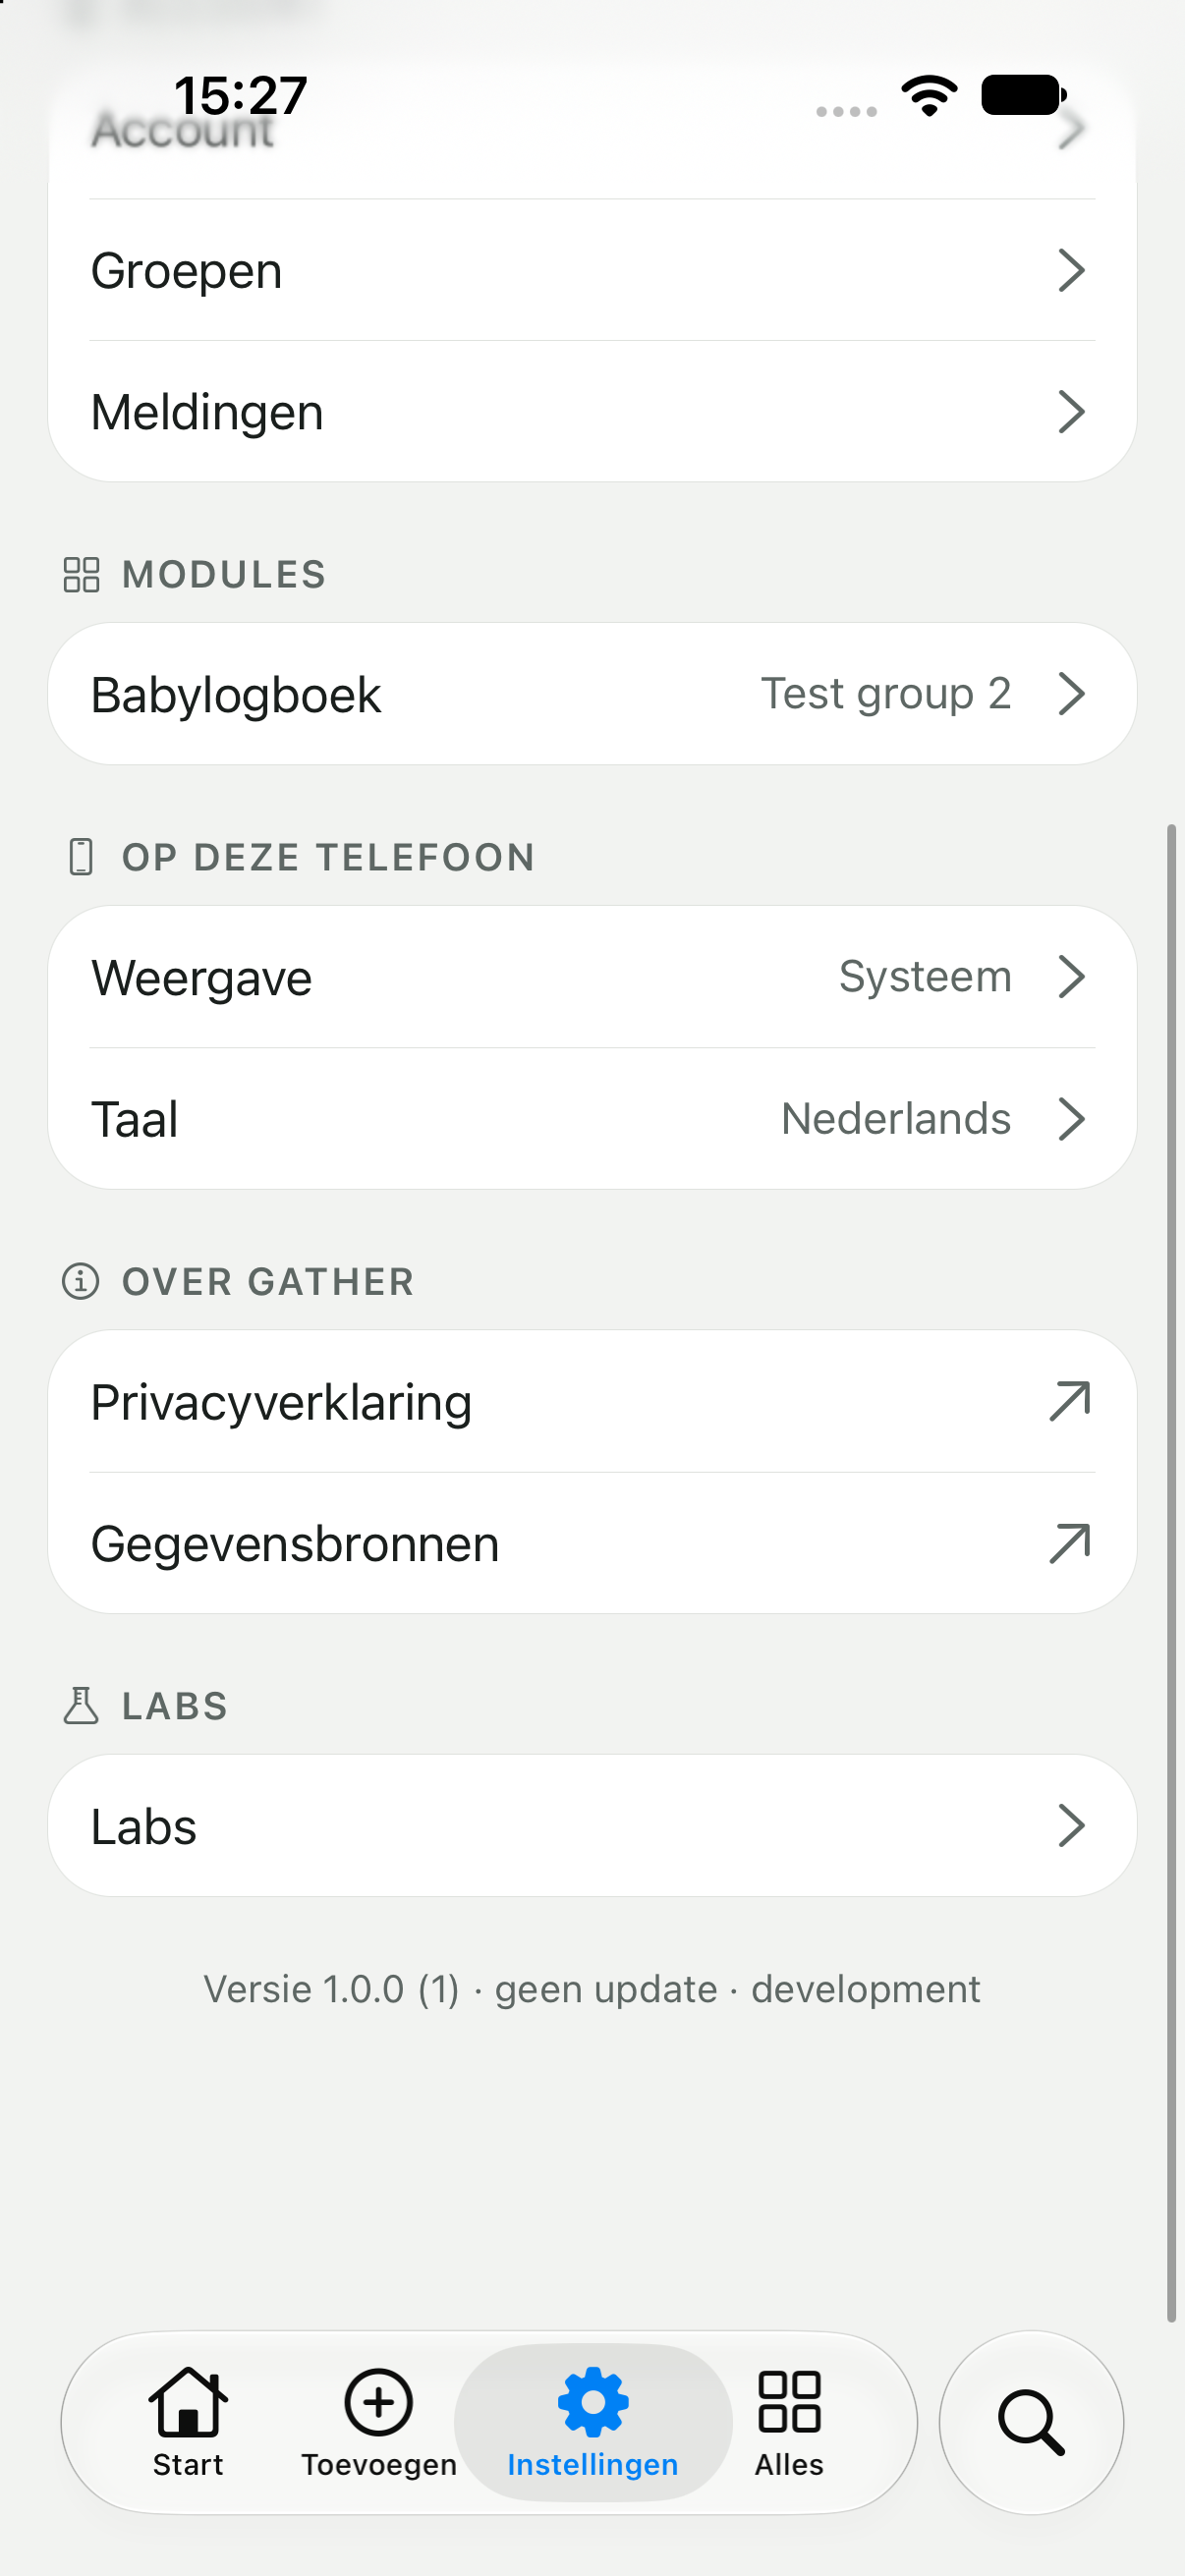 15:27
Account
Groepen
Meldingen
MODULES
Babylogboek Test group 2
OP DEZE TELEFOON
Weergave Systeem
Taal Nederlands
OVER GATHER
Privacyverklaring
Gegevensbronnen
LABS
Labs
Versie 1.0.0 (1) · geen update · development
Start Toevoegen Instellingen Alles